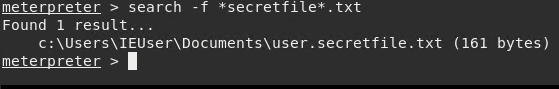 meterpreter > search -f *secretfile*.txt
Found 1 result...
    c:\Users\IEUser\Documents\user.secretfile.txt (161 bytes)
meterpreter >